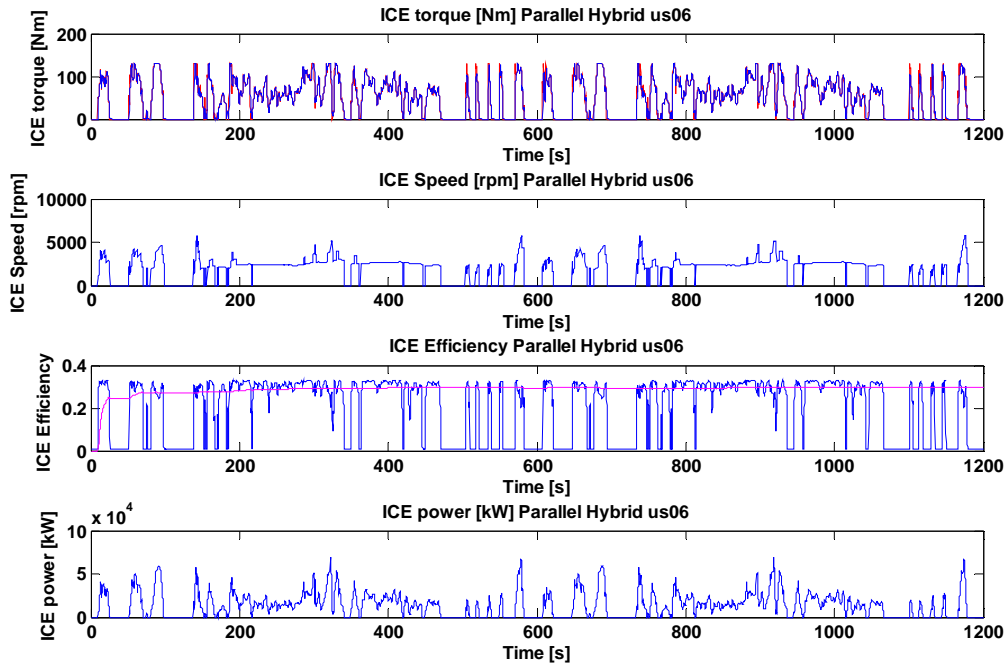 ICE torque [Nm] Parallel Hybrid us06
ICE torque [Nm]
200
100
0
0 200 400 600 800 1000 1200
Time [s]
ICE Speed [rpm] Parallel Hybrid us06
ICE Speed [rpm]
10000
5000
0
0 200 400 600 800 1000 1200
Time [s]
ICE Efficiency Parallel Hybrid us06
ICE Efficiency
0.4
0.2
0
0 200 400 600 800 1000 1200
Time [s]
x 10^4
ICE power [kW] Parallel Hybrid us06
ICE power [kW]
10
5
0
0 200 400 600 800 1000 1200
Time [s]